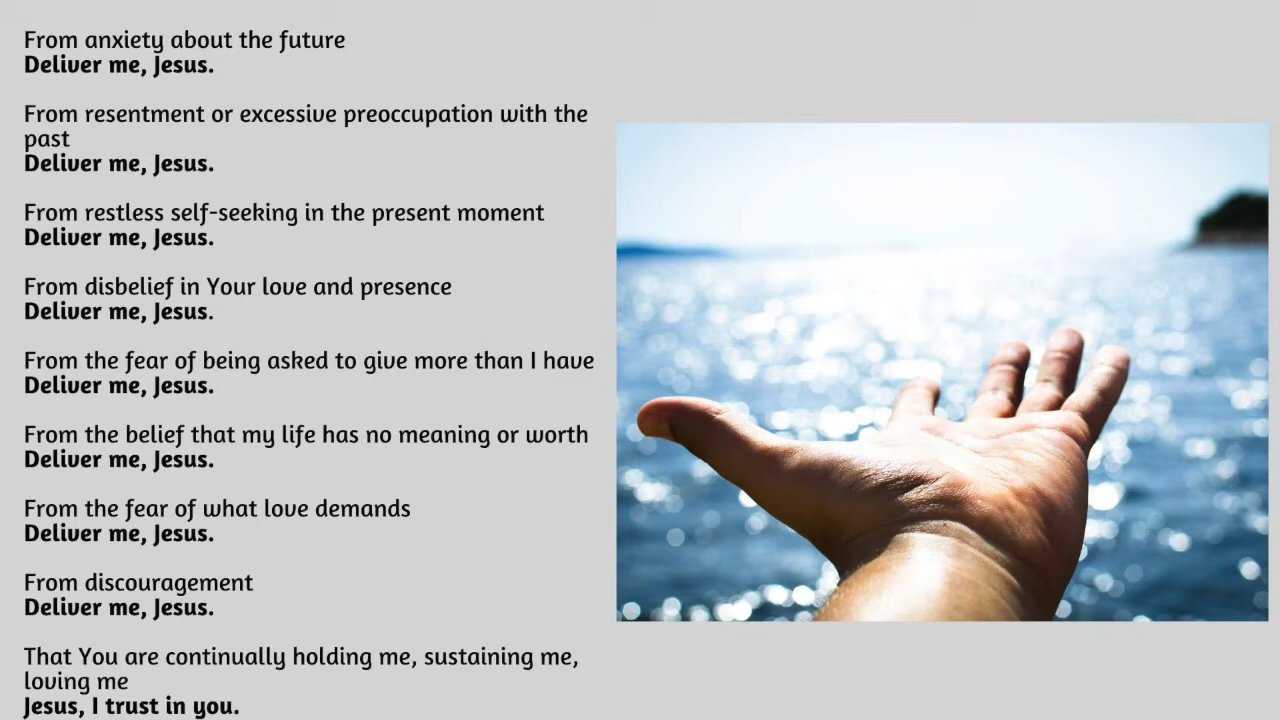 From anxiety about the future
Deliver me, Jesus.
From resentment or excessive preoccupation with the
past
Deliver me, Jesus.
From restless self-seeking in the present moment
Deliver me, Jesus.
From disbelief in Your love and presence
Deliver me, Jesus.
From the fear of being asked to give more than I have
Deliver me, Jesus.
From the belief that my life has no meaning or worth
Deliver me, Jesus.
From the fear of what love demands
Deliver me, Jesus.
From discouragement
Deliver me, Jesus.
That You are continually holding me, sustaining me,
loving me
Jesus, I trust in you.